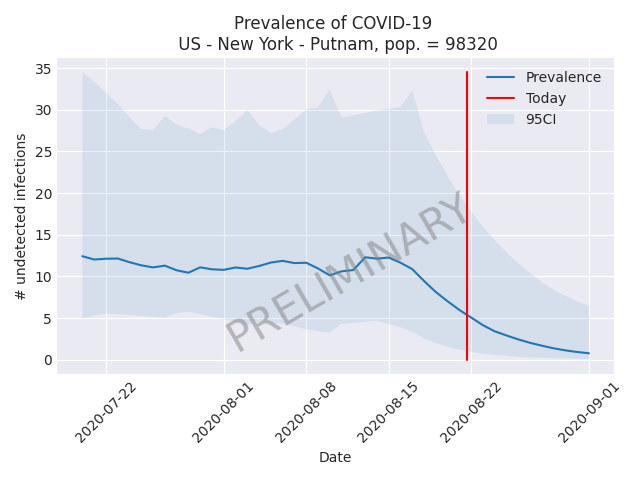 Prevalence of COVID-19
US - New York - Putnam, pop. = 98320
35
30
25
20
15
10
5
0
# undetected infections
Prevalence
Today
95CI
PRELIMINARY
2020-07-22
2020-08-01
2020-08-08
2020-08-15
2020-08-22
2020-09-01
Date